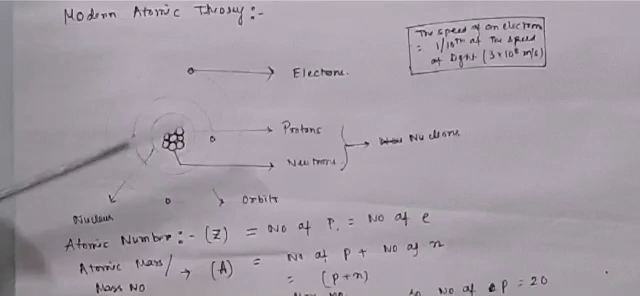 Modern Atomic Theory:-
The speed of an electron
= 1/10th of the speed
of light (3×10⁸ m/s)
Electrons.
Protons
Nucleons
Neutrons
Nucleus
Orbits
Atomic Number:- (Z) = No of P. = No of e
Atomic Mass/ → (A) = No of P + No of n
Mass No = (p+n)
No of P = 20